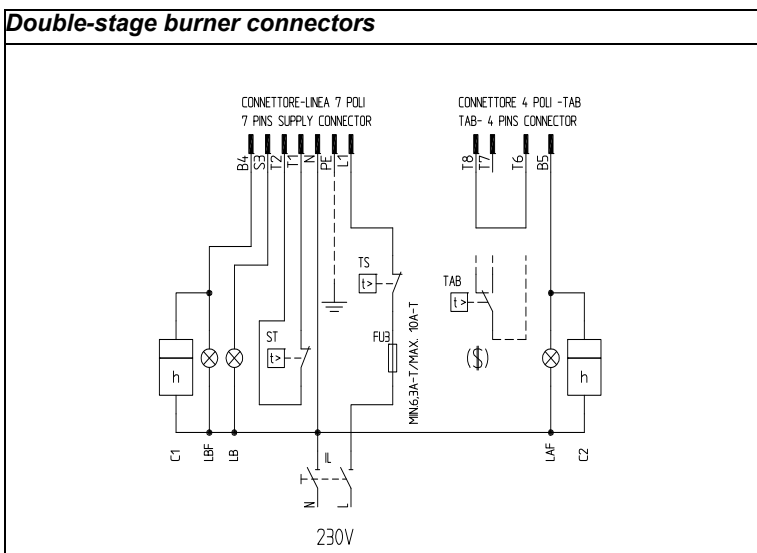 Double-stage burner connectors
CONNETTORE-LINEA 7 POLI
7 PINS SUPPLY CONNECTOR
CONNETTORE 4 POLI -TAB
TAB- 4 PINS CONNECTOR
B4
S3
T2
T1
N
PE
L1
T8
T7
T6
B5
TS
t>
TAB
t>
ST
t>
FU3
MIN.6,3A-T/MAX. 10A-T
($)
h
h
C1
LBF
LB
IL
LAF
C2
N
L
230V